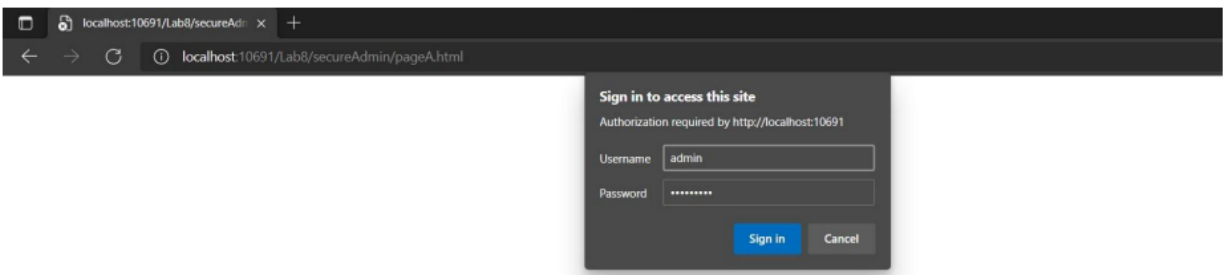 localhost:10691/Lab8/secureAdn
localhost:10691/Lab8/secureAdmin/pageA.html
Sign in to access this site
Authorization required by http://localhost:10691
Username admin
Password •••••••••
Sign in Cancel